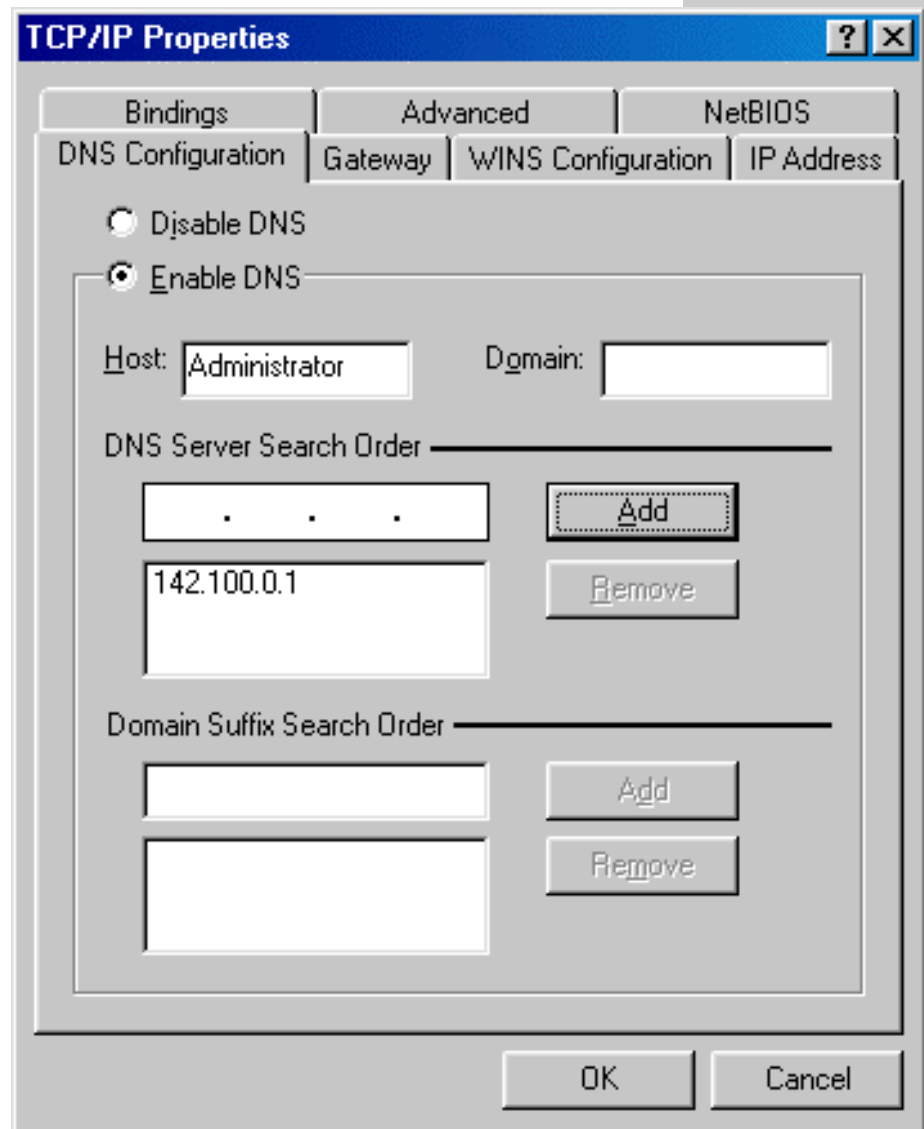 TCP/IP Properties
Bindings Advanced NetBIOS
DNS Configuration Gateway WINS Configuration IP Address
Disable DNS
Enable DNS
Host: Administrator Domain:
DNS Server Search Order
. . . Add
142.100.0.1 Remove
Domain Suffix Search Order
Add
Remove
OK Cancel